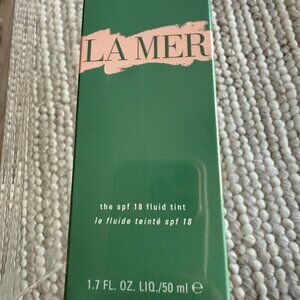 LA MER
the spf 18 fluid tint
le fluide teinté spf 18
1.7 FL. OZ. LIQ./50 ml ℮